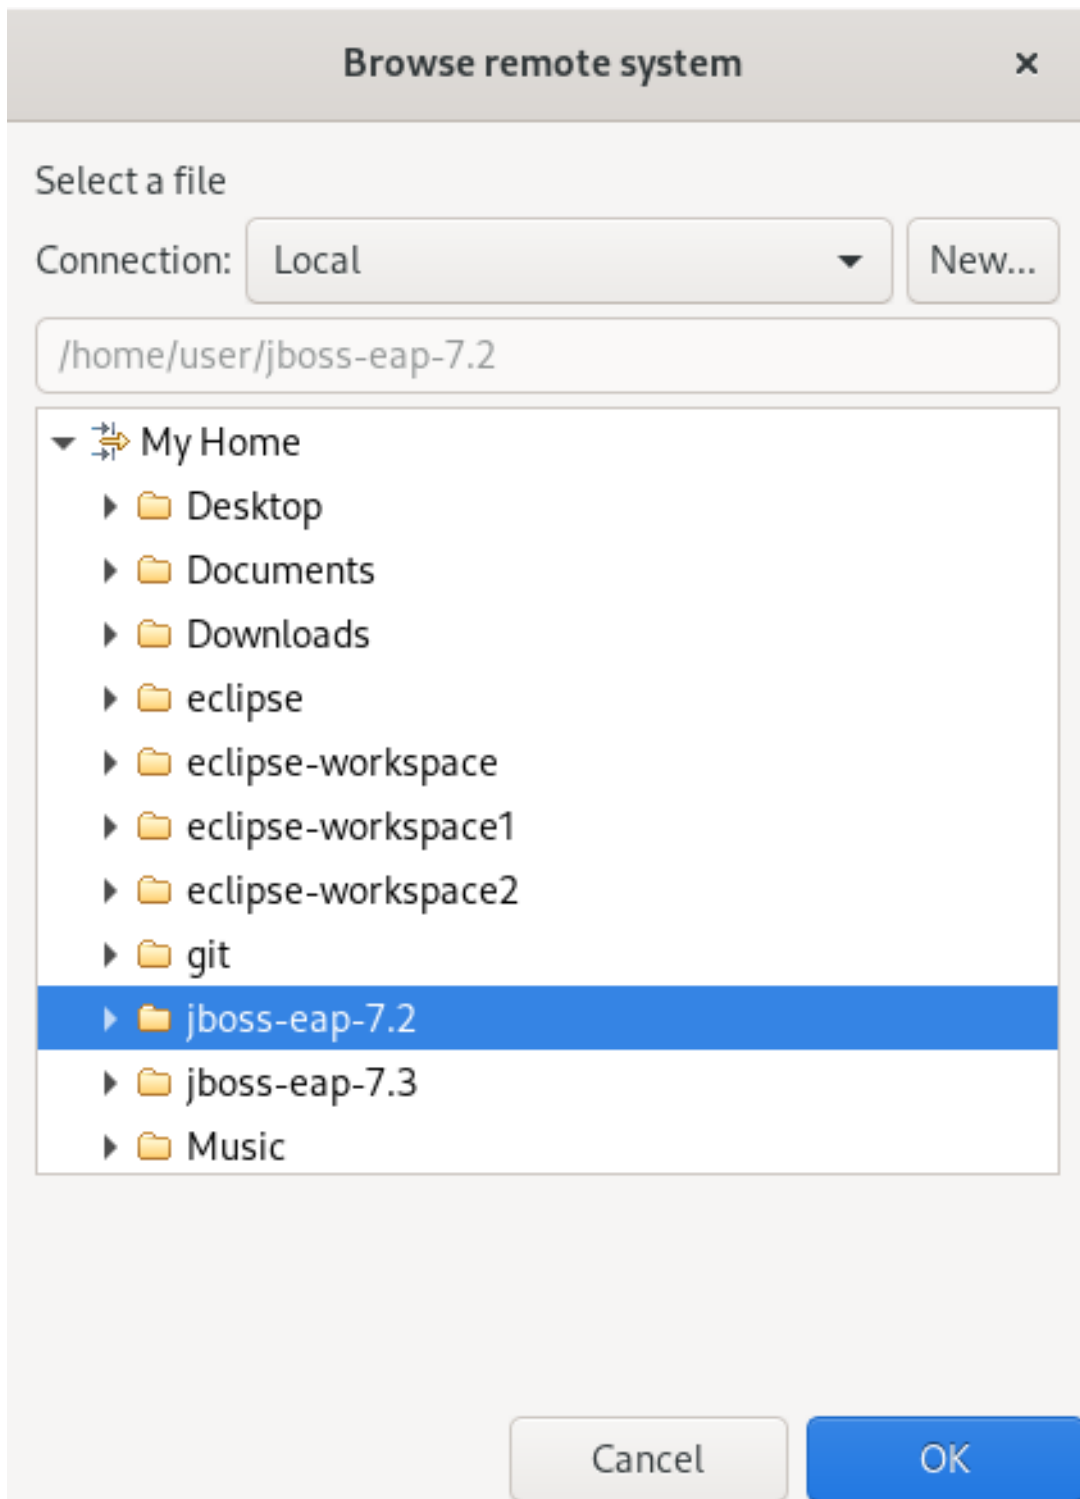 Browse remote system ×
Select a file
Connection: Local New...
/home/user/jboss-eap-7.2
My Home
Desktop
Documents
Downloads
eclipse
eclipse-workspace
eclipse-workspace1
eclipse-workspace2
git
jboss-eap-7.2
jboss-eap-7.3
Music
Cancel OK